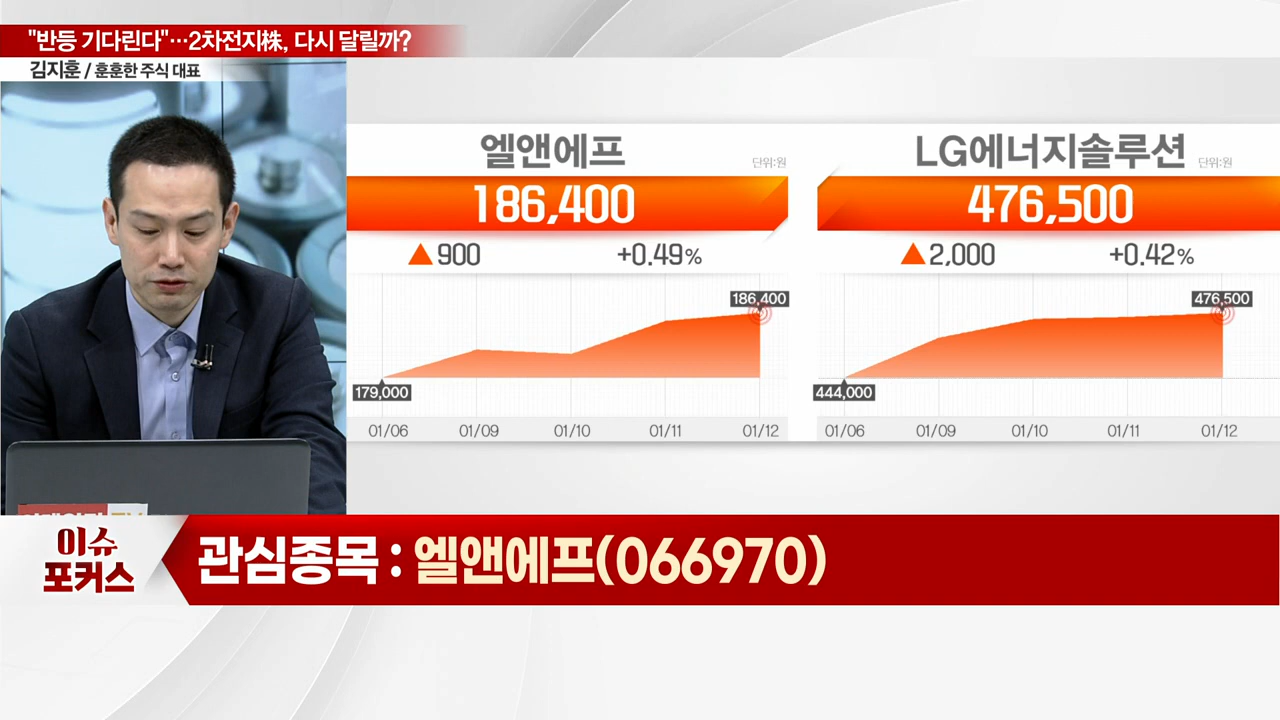 "반등 기다린다"…2차전지株, 다시 달릴까?
김지훈 / 훈훈한 주식 대표
엘앤에프
단위:원
186,400
▲900 +0.49%
186,400
179,000
01/06 01/09 01/10 01/11 01/12
LG에너지솔루션
단위:원
476,500
▲2,000 +0.42%
476,500
444,000
01/06 01/09 01/10 01/11 01/12
이슈
포커스
관심종목 : 엘앤에프(066970)